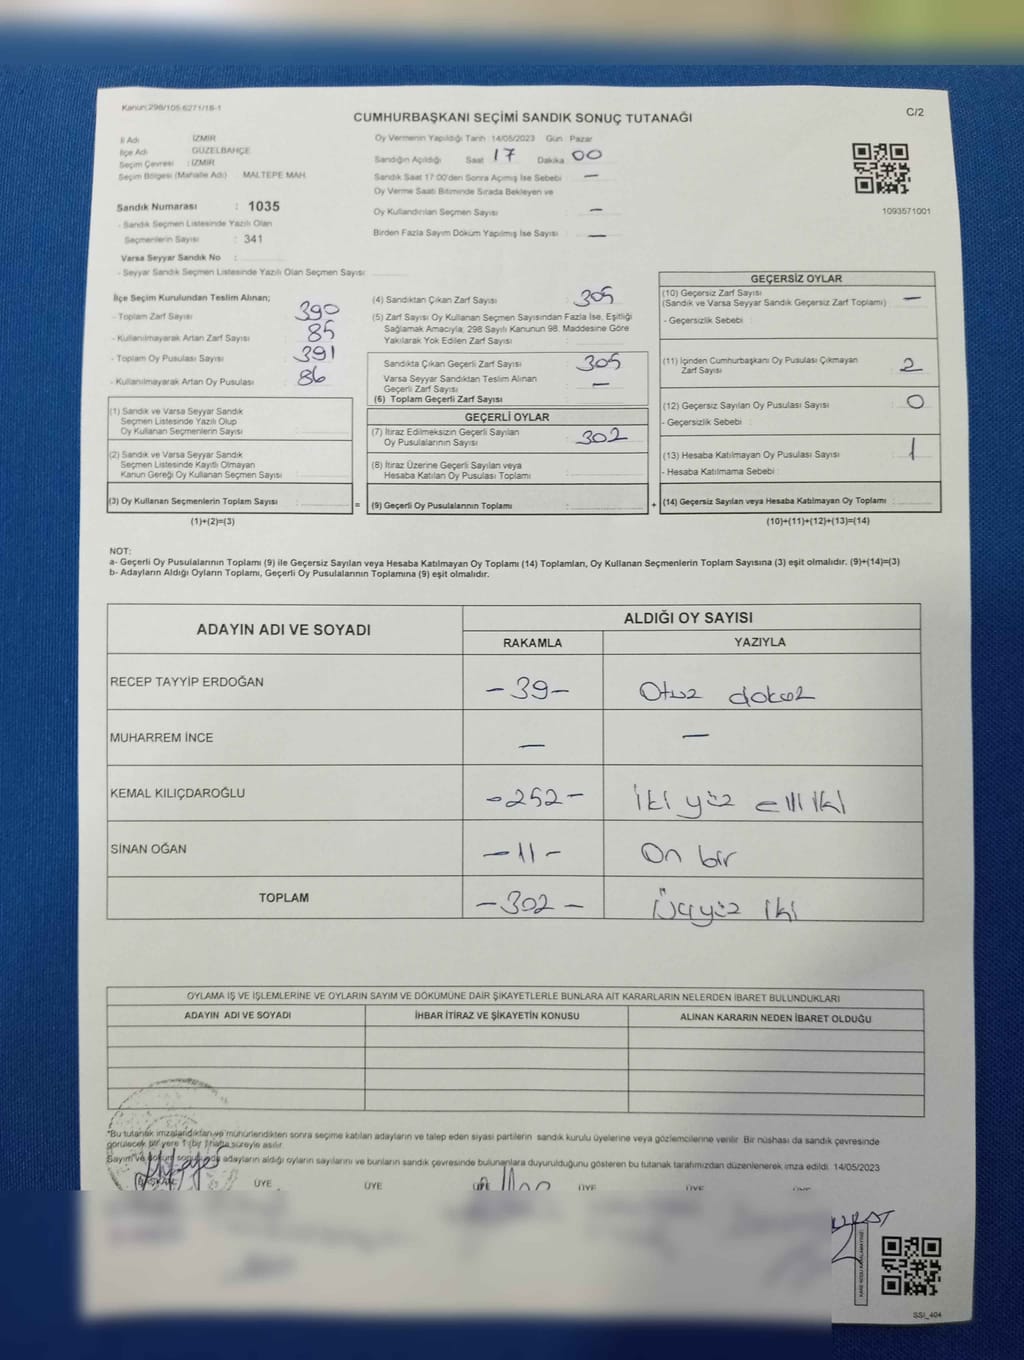 Kanun:298/105 6271/18-1
CUMHURBAŞKANI SEÇİMİ SANDIK SONUÇ TUTANAĞI
C/2
İl Adı : İZMİR
İlçe Adı : GÜZELBAHÇE
Seçim Çevresi : İZMİR
Seçim Bölgesi (Mahalle Adı) MALTEPE MAH.
Sandık Numarası : 1035
- Sandık Seçmen Listesinde Yazılı Olan
Seçmenlerin Sayısı : 341
Varsa Seyyar Sandık No :
- Seyyar Sandık Seçmen Listesinde Yazılı Olan Seçmen Sayısı
Oy Vermenin Yapıldığı Tarih 14/05/2023 Gün Pazar
Sandığın Açıldığı Saat 17 Dakika 00
Sandık Saat 17:00'den Sonra Açmış İse Sebebi : —
Oy Verme Saati Bitiminde Sırada Bekleyen ve
Oy Kullandırılan Seçmen Sayısı : —
Birden Fazla Sayım Döküm Yapılmış İse Sayısı : —
1093571001
İlçe Seçim Kurulundan Teslim Alınan;
- Toplam Zarf Sayısı : 390
- Kullanılmayarak Artan Zarf Sayısı : 85
- Toplam Oy Pusulası Sayısı : 391
- Kullanılmayarak Artan Oy Pusulası : 86
(1) Sandık ve Varsa Seyyar Sandık
Seçmen Listesinde Yazılı Olup
Oy Kullanan Seçmenlerin Sayısı :
(2) Sandık ve Varsa Seyyar Sandık
Seçmen Listesinde Kayıtlı Olmayan
Kanun Gereği Oy Kullanan Seçmen Sayısı :
(3) Oy Kullanan Seçmenlerin Toplam Sayısı :
(1)+(2)=(3)
=
(4) Sandıktan Çıkan Zarf Sayısı : 305
(5) Zarf Sayısı Oy Kullanan Seçmen Sayısından Fazla İse, Eşitliği
Sağlamak Amacıyla, 298 Sayılı Kanunun 98. Maddesine Göre
Yakılarak Yok Edilen Zarf Sayısı :
Sandıkta Çıkan Geçerli Zarf Sayısı : 305
Varsa Seyyar Sandıktan Teslim Alınan
Geçerli Zarf Sayısı : —
(6) Toplam Geçerli Zarf Sayısı :
GEÇERLİ OYLAR
(7) İtiraz Edilmeksizin Geçerli Sayılan
Oy Pusulalarının Sayısı : 302
(8) İtiraz Üzerine Geçerli Sayılan veya
Hesaba Katılan Oy Pusulası Toplamı :
(9) Geçerli Oy Pusulalarının Toplamı :
+
GEÇERSİZ OYLAR
(10) Geçersiz Zarf Sayısı : —
(Sandık ve Varsa Seyyar Sandık Geçersiz Zarf Toplamı)
- Geçersizlik Sebebi :
(11) İçinden Cumhurbaşkanı Oy Pusulası Çıkmayan
Zarf Sayısı : 2
(12) Geçersiz Sayılan Oy Pusulası Sayısı : 0
- Geçersizlik Sebebi :
(13) Hesaba Katılmayan Oy Pusulası Sayısı : 1
- Hesaba Katılmama Sebebi :
(14) Geçersiz Sayılan veya Hesaba Katılmayan Oy Toplamı :
(10)+(11)+(12)+(13)=(14)
NOT:
a- Geçerli Oy Pusulalarının Toplamı (9) ile Geçersiz Sayılan veya Hesaba Katılmayan Oy Toplamı (14) Toplamları, Oy Kullanan Seçmenlerin Toplam Sayısına (3) eşit olmalıdır. (9)+(14)=(3)
b- Adayların Aldığı Oyların Toplamı, Geçerli Oy Pusulalarının Toplamına (9) eşit olmalıdır.
ADAYIN ADI VE SOYADI
ALDIĞI OY SAYISI
RAKAMLA YAZIYLA
RECEP TAYYİP ERDOĞAN -39- Otuz dokuz
MUHARREM İNCE — —
KEMAL KILIÇDAROĞLU -252- İki yüz elli iki
SİNAN OĞAN -11- On bir
TOPLAM -302- Üçyüz iki
OYLAMA İŞ VE İŞLEMLERİNE VE OYLARIN SAYIM VE DÖKÜMÜNE DAİR ŞİKAYETLERLE BUNLARA AİT KARARLARIN NELERDEN İBARET BULUNDUKLARI
ADAYIN ADI VE SOYADI İHBAR İTİRAZ VE ŞİKAYETİN KONUSU ALINAN KARARIN NEDEN İBARET OLDUĞU
*Bu tutanak imzalandıktan ve mühürlendikten sonra seçime katılan adayların ve talep eden siyasi partilerin sandık kurulu üyelerine veya gözlemcilerine verilir. Bir nüshası da sandık çevresinde
görülecek bir yere 1 (bir) hafta süreyle asılır.
Sayım ve döküm adayların aldığı oyların sayılarını ve bunların sandık çevresinde bulunanlara duyurulduğunu gösteren bu tutanak tarafımızdan düzenlenerek imza edildi. 14/05/2023
BAŞKAN ÜYE ÜYE ÜYE ÜYE ÜYE
SSI_404